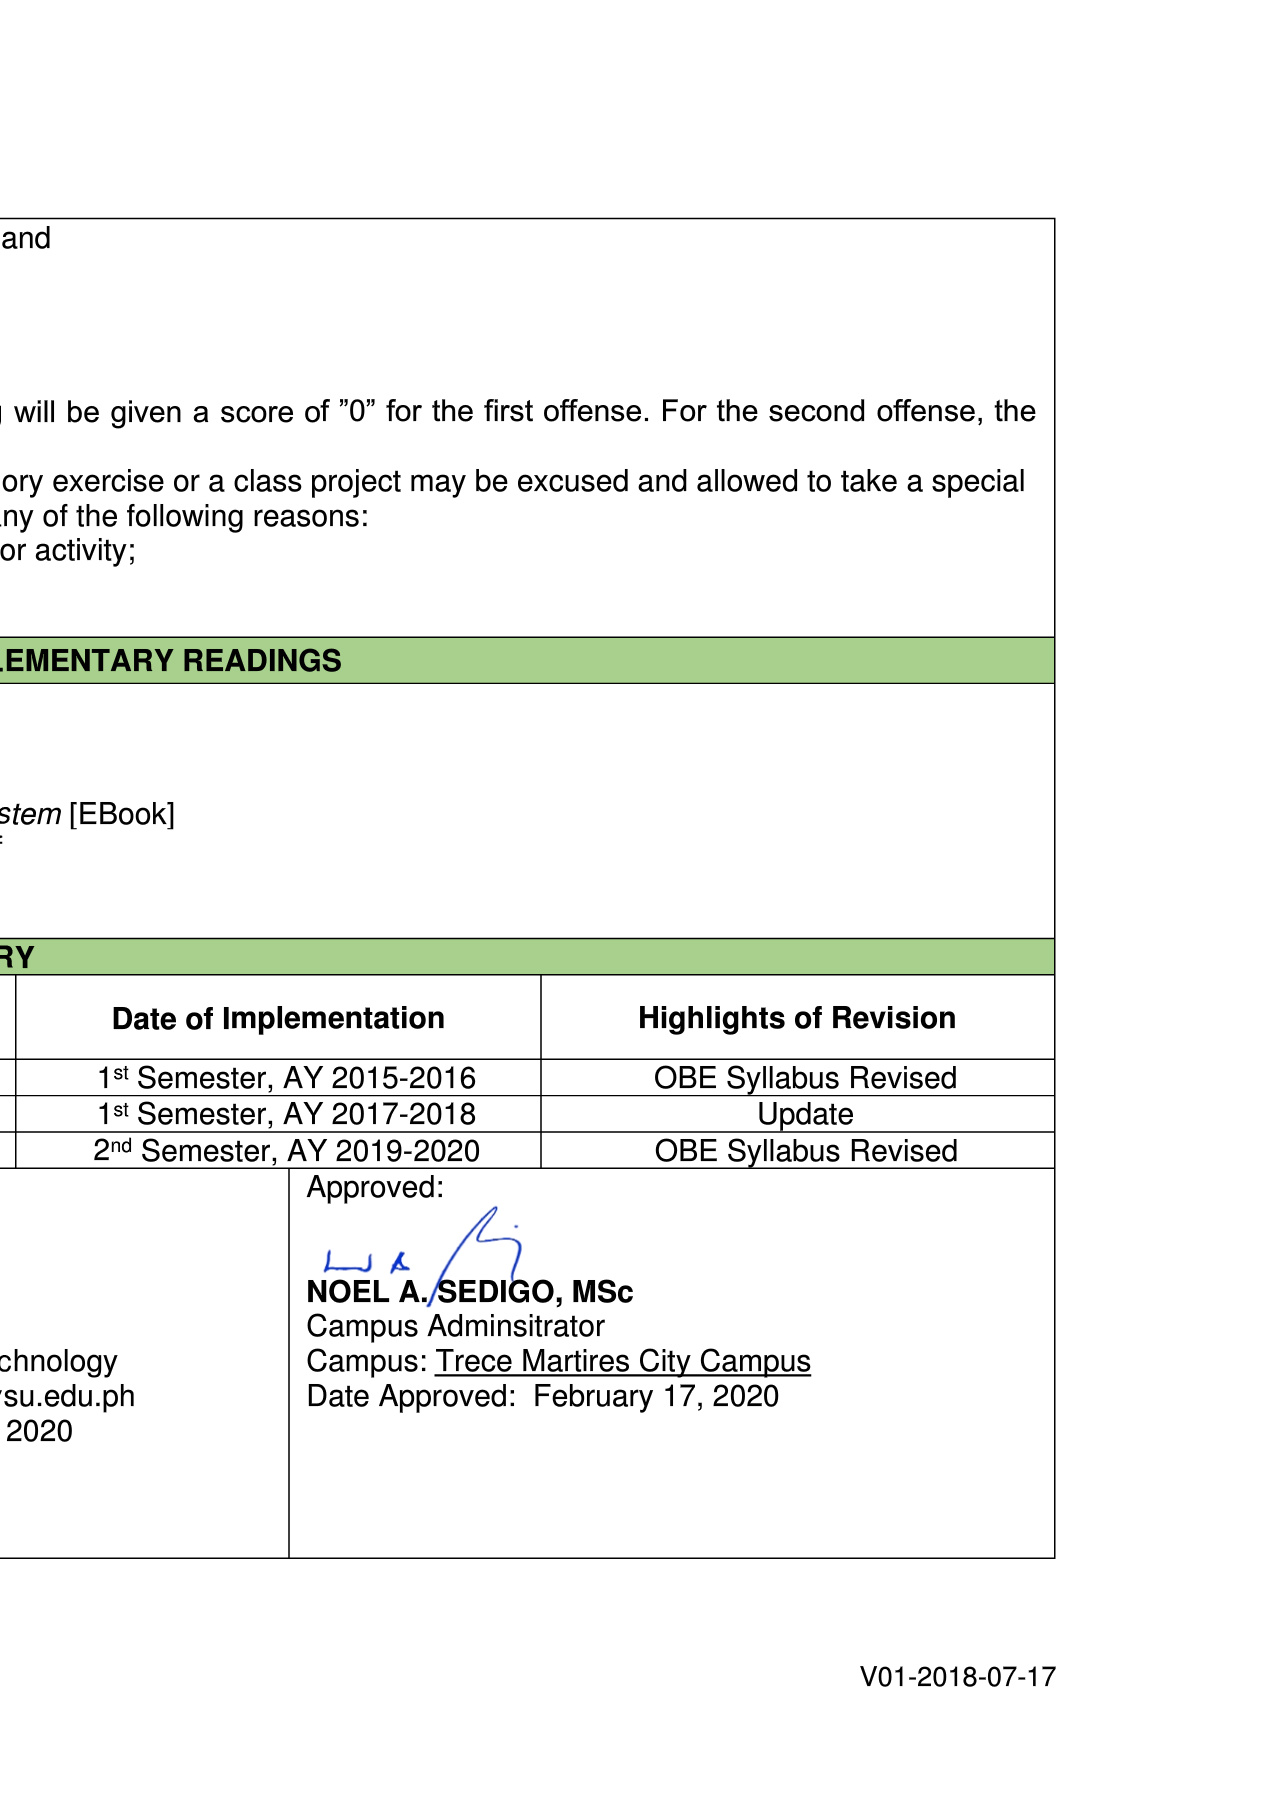 and
will be given a score of ”0” for the first offense. For the second offense, the
ory exercise or a class project may be excused and allowed to take a special
any of the following reasons:
or activity;
LEMENTARY READINGS
stem [EBook]
RY
Date of Implementation Highlights of Revision
1st Semester, AY 2015-2016 OBE Syllabus Revised
1st Semester, AY 2017-2018 Update
2nd Semester, AY 2019-2020 OBE Syllabus Revised
Approved:
NOEL A. SEDIGO, MSc
Campus Adminsitrator
chnology Campus: Trece Martires City Campus
vsu.edu.ph Date Approved: February 17, 2020
2020
V01-2018-07-17